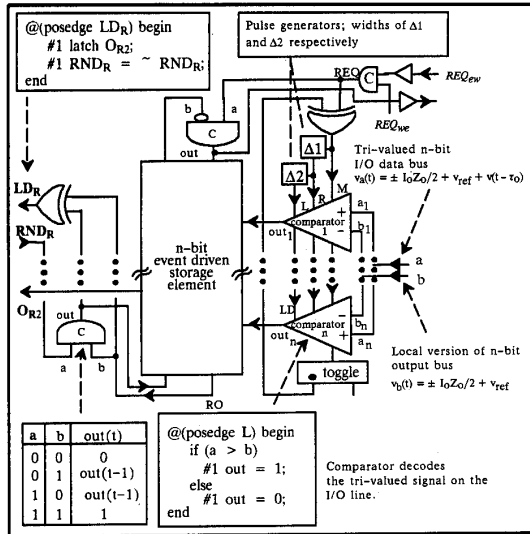 @(posedge LD_R) begin
#1 latch O_R2;
#1 RND_R = ~ RND_R;
end
Pulse generators; widths of Δ1
and Δ2 respectively
REQ
C
REQ_ew
REQ_we
b
a
C
out
Δ1
Δ2
Tri-valued n-bit
I/O data bus
v_a(t) = ± I_0Z_0/2 + v_ref + v(t - τ_0)
L
R
M
a_1
b_1
+
-
comparator
1
out_1
LD_R
RND_R
n-bit
event driven
storage
element
a
b
O_R2
out
C
a
b
LD
comparator
n
out_n
-
+
b_n
a_n
Local version of n-bit
output bus
v_b(t) = ± I_0Z_0/2 + v_ref
toggle
RO
a b out(t)
0 0 0
0 1 out(t-1)
1 0 out(t-1)
1 1 1
@(posedge L) begin
if (a > b)
#1 out = 1;
else
#1 out = 0;
end
Comparator decodes
the tri-valued signal on the
I/O line.